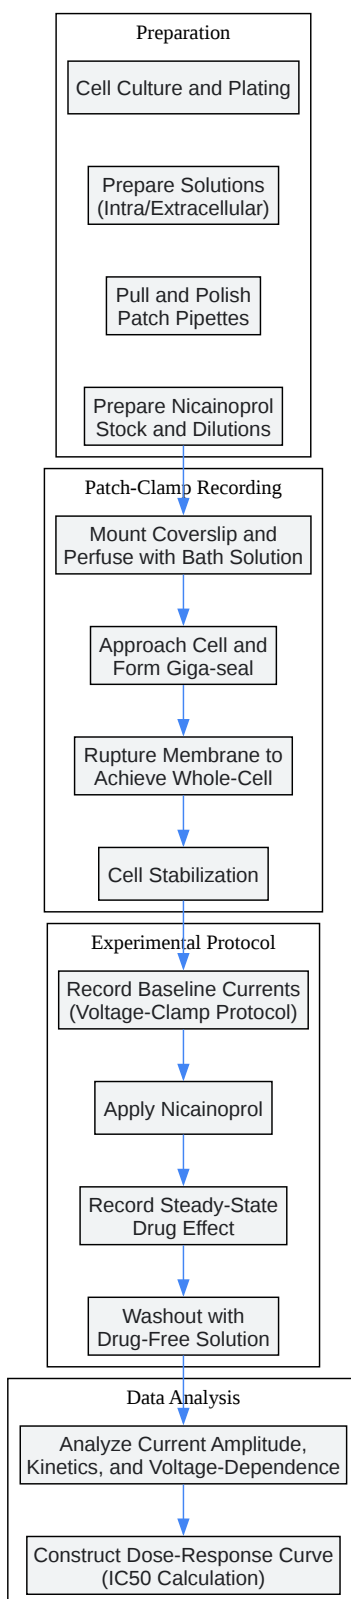 Preparation
Cell Culture and Plating
Prepare Solutions
(Intra/Extracellular)
Pull and Polish
Patch Pipettes
Prepare Nicainoprol
Stock and Dilutions
Patch-Clamp Recording
Mount Coverslip and
Perfuse with Bath Solution
Approach Cell and
Form Giga-seal
Rupture Membrane to
Achieve Whole-Cell
Cell Stabilization
Experimental Protocol
Record Baseline Currents
(Voltage-Clamp Protocol)
Apply Nicainoprol
Record Steady-State
Drug Effect
Washout with
Drug-Free Solution
Data Analysis
Analyze Current Amplitude,
Kinetics, and Voltage-Dependence
Construct Dose-Response Curve
(IC50 Calculation)